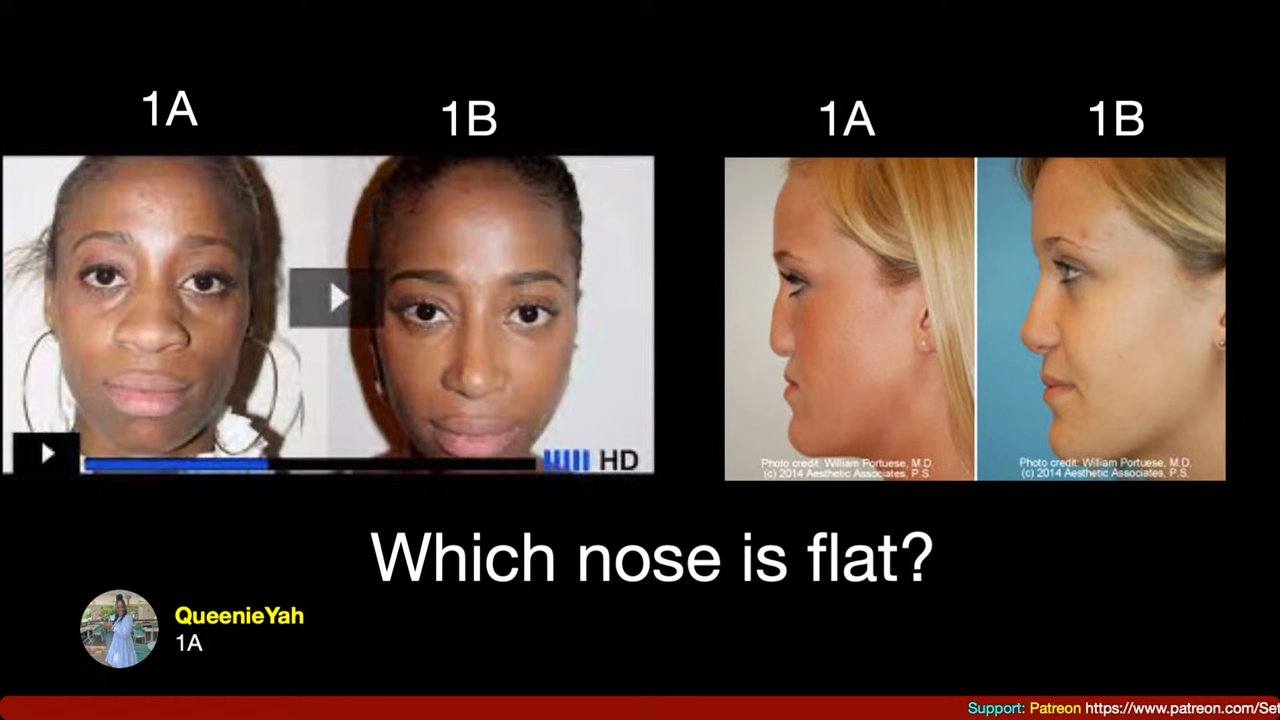 1A
1B
1A
1B
HD
Photo credit: William Portuese, M.D.
(c) 2014 Aesthetic Associates, P.S.
Photo credit: William Portuese, M.D.
(c) 2014 Aesthetic Associates, P.S.
Which nose is flat?
QueenieYah
1A
Support: Patreon https://www.patreon.com/Set